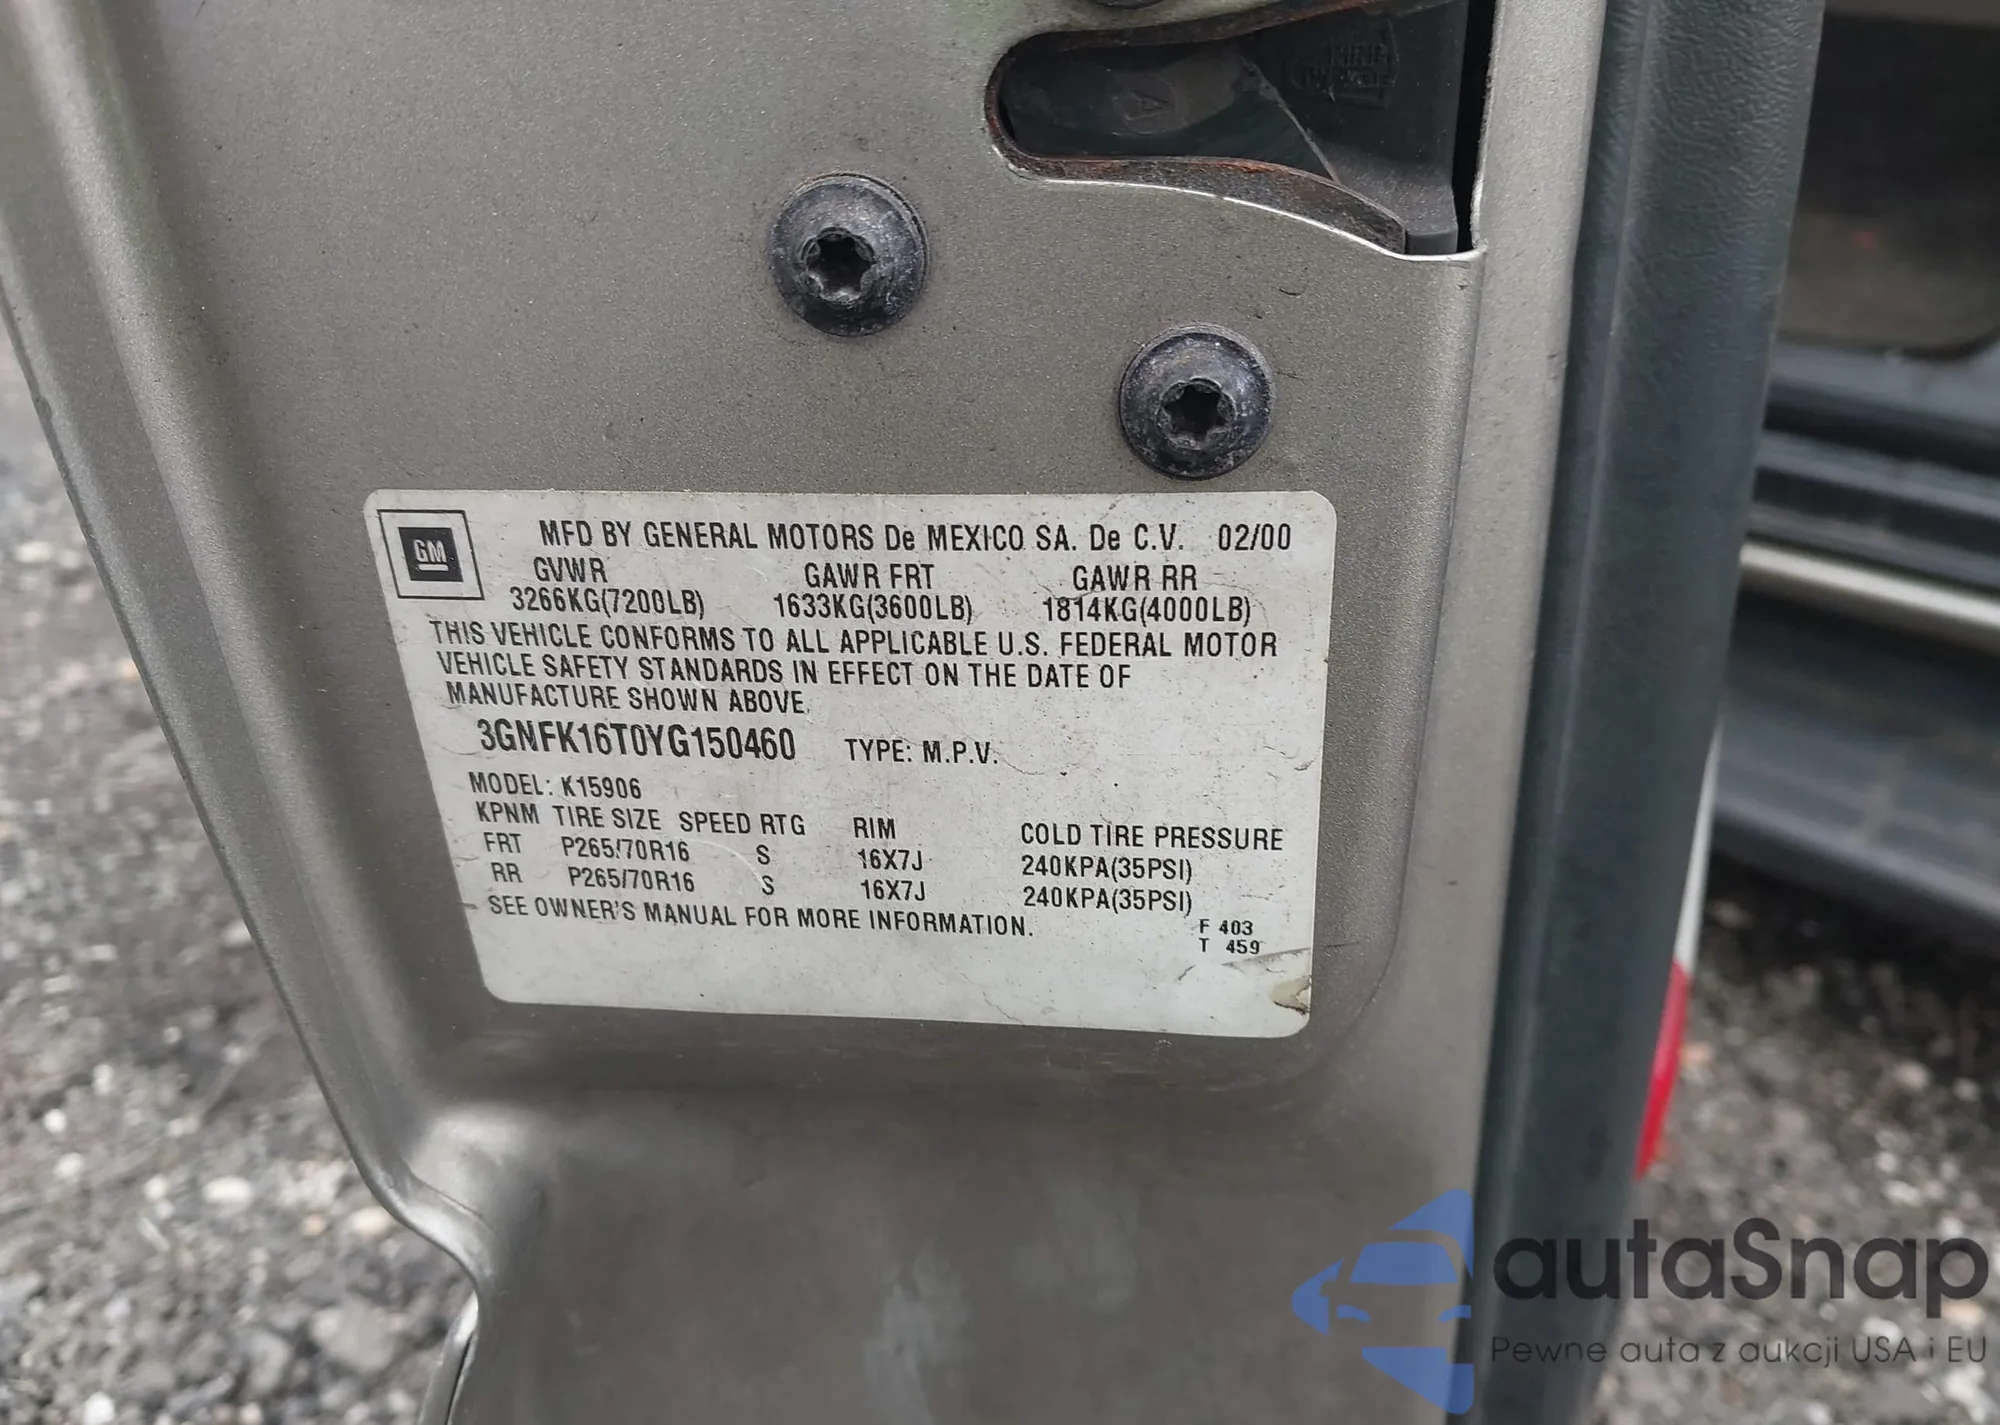 GM
MFD BY GENERAL MOTORS De MEXICO SA. De C.V. 02/00
GVWR GAWR FRT GAWR RR
3266KG(7200LB) 1633KG(3600LB) 1814KG(4000LB)
THIS VEHICLE CONFORMS TO ALL APPLICABLE U.S. FEDERAL MOTOR
VEHICLE SAFETY STANDARDS IN EFFECT ON THE DATE OF
MANUFACTURE SHOWN ABOVE.
3GNFK16T0YG150460 TYPE: M.P.V.
MODEL: K15906
KPNM TIRE SIZE SPEED RTG RIM COLD TIRE PRESSURE
FRT P265/70R16 S 16X7J 240KPA(35PSI)
RR P265/70R16 S 16X7J 240KPA(35PSI)
SEE OWNER'S MANUAL FOR MORE INFORMATION.
F 403
T 459
autaSnap
Pewne auta z aukcji USA i EU